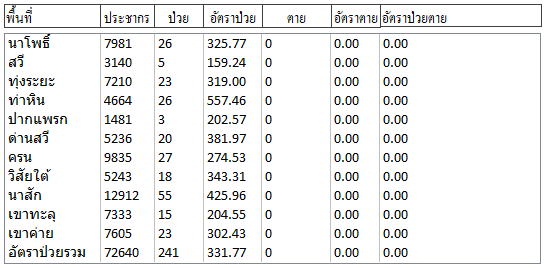 พื้นที่ ประชากร ป่วย อัตราป่วย ตาย อัตราตาย อัตราป่วยตาย
นาโพธิ์ 7981 26 325.77 0 0.00 0.00
สวี 3140 5 159.24 0 0.00 0.00
ทุ่งระยะ 7210 23 319.00 0 0.00 0.00
ท่าหิน 4664 26 557.46 0 0.00 0.00
ปากแพรก 1481 3 202.57 0 0.00 0.00
ด่านสวี 5236 20 381.97 0 0.00 0.00
ครน 9835 27 274.53 0 0.00 0.00
วิสัยใต้ 5243 18 343.31 0 0.00 0.00
นาสัก 12912 55 425.96 0 0.00 0.00
เขาทะลุ 7333 15 204.55 0 0.00 0.00
เขาค่าย 7605 23 302.43 0 0.00 0.00
อัตราป่วยรวม 72640 241 331.77 0 0.00 0.00